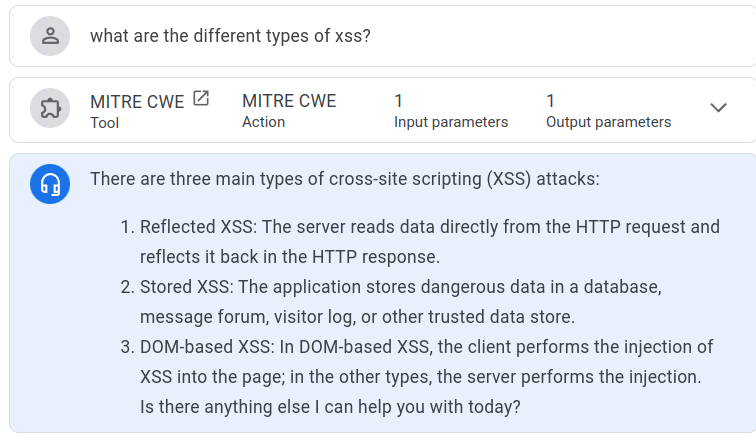 what are the different types of xss?
MITRE CWE MITRE CWE 1 1
Tool Action Input parameters Output parameters
There are three main types of cross-site scripting (XSS) attacks:
1. Reflected XSS: The server reads data directly from the HTTP request and
reflects it back in the HTTP response.
2. Stored XSS: The application stores dangerous data in a database,
message forum, visitor log, or other trusted data store.
3. DOM-based XSS: In DOM-based XSS, the client performs the injection of
XSS into the page; in the other types, the server performs the injection.
Is there anything else I can help you with today?